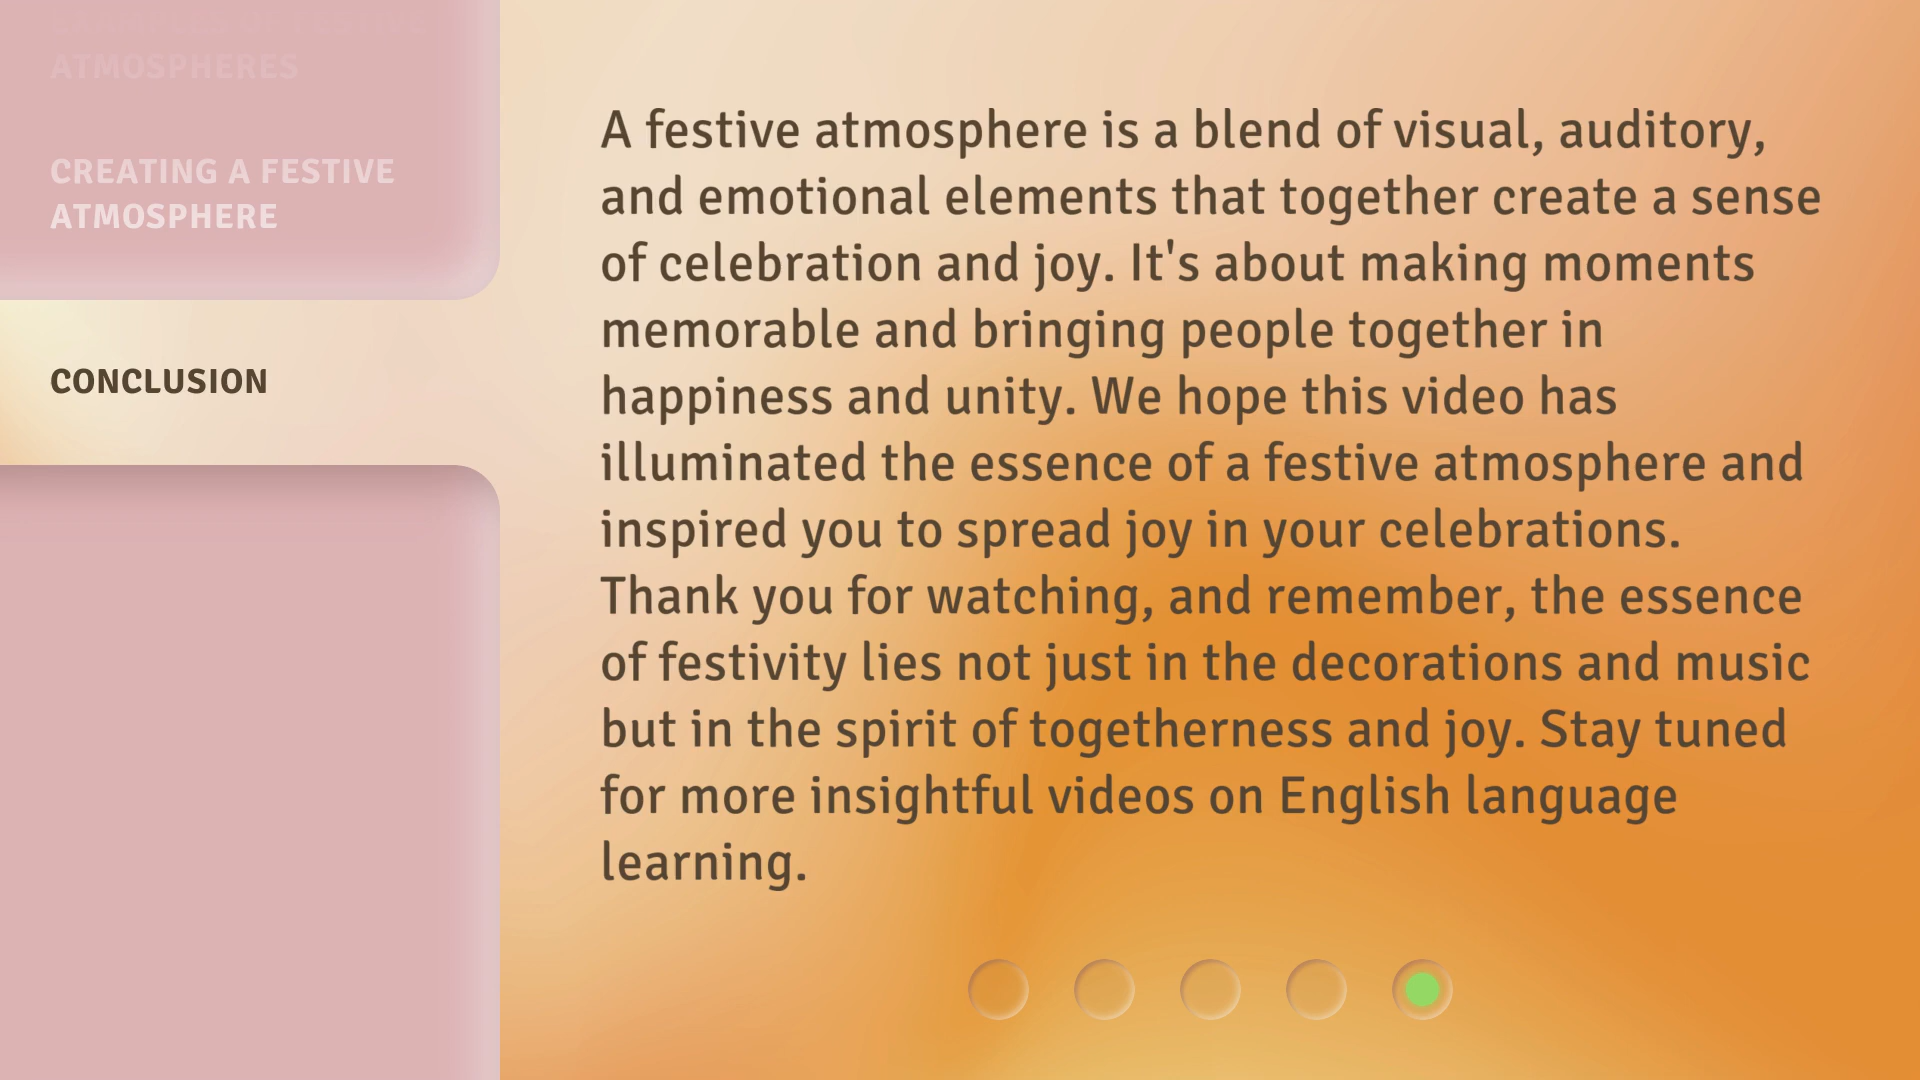 EXAMPLES OF FESTIVE
ATMOSPHERES
CREATING A FESTIVE
ATMOSPHERE
CONCLUSION
A festive atmosphere is a blend of visual, auditory,
and emotional elements that together create a sense
of celebration and joy. It's about making moments
memorable and bringing people together in
happiness and unity. We hope this video has
illuminated the essence of a festive atmosphere and
inspired you to spread joy in your celebrations.
Thank you for watching, and remember, the essence
of festivity lies not just in the decorations and music
but in the spirit of togetherness and joy. Stay tuned
for more insightful videos on English language
learning.